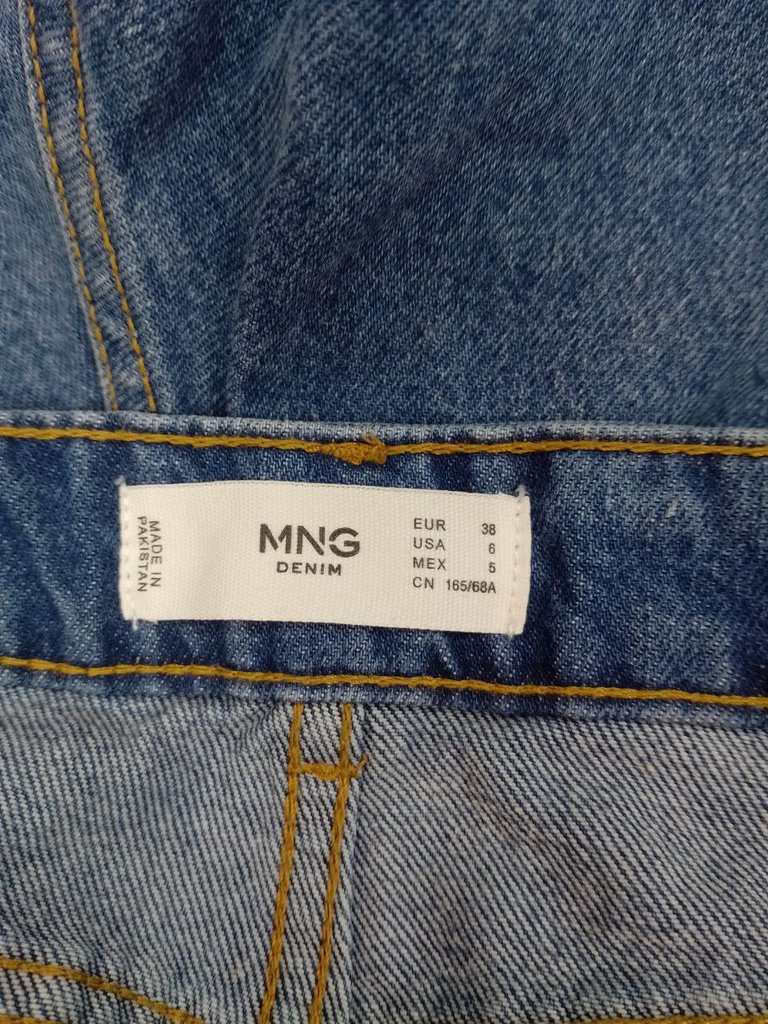 MADE IN
PAKISTAN
MNG
DENIM
EUR 38
USA 6
MEX 5
CN 165/68A